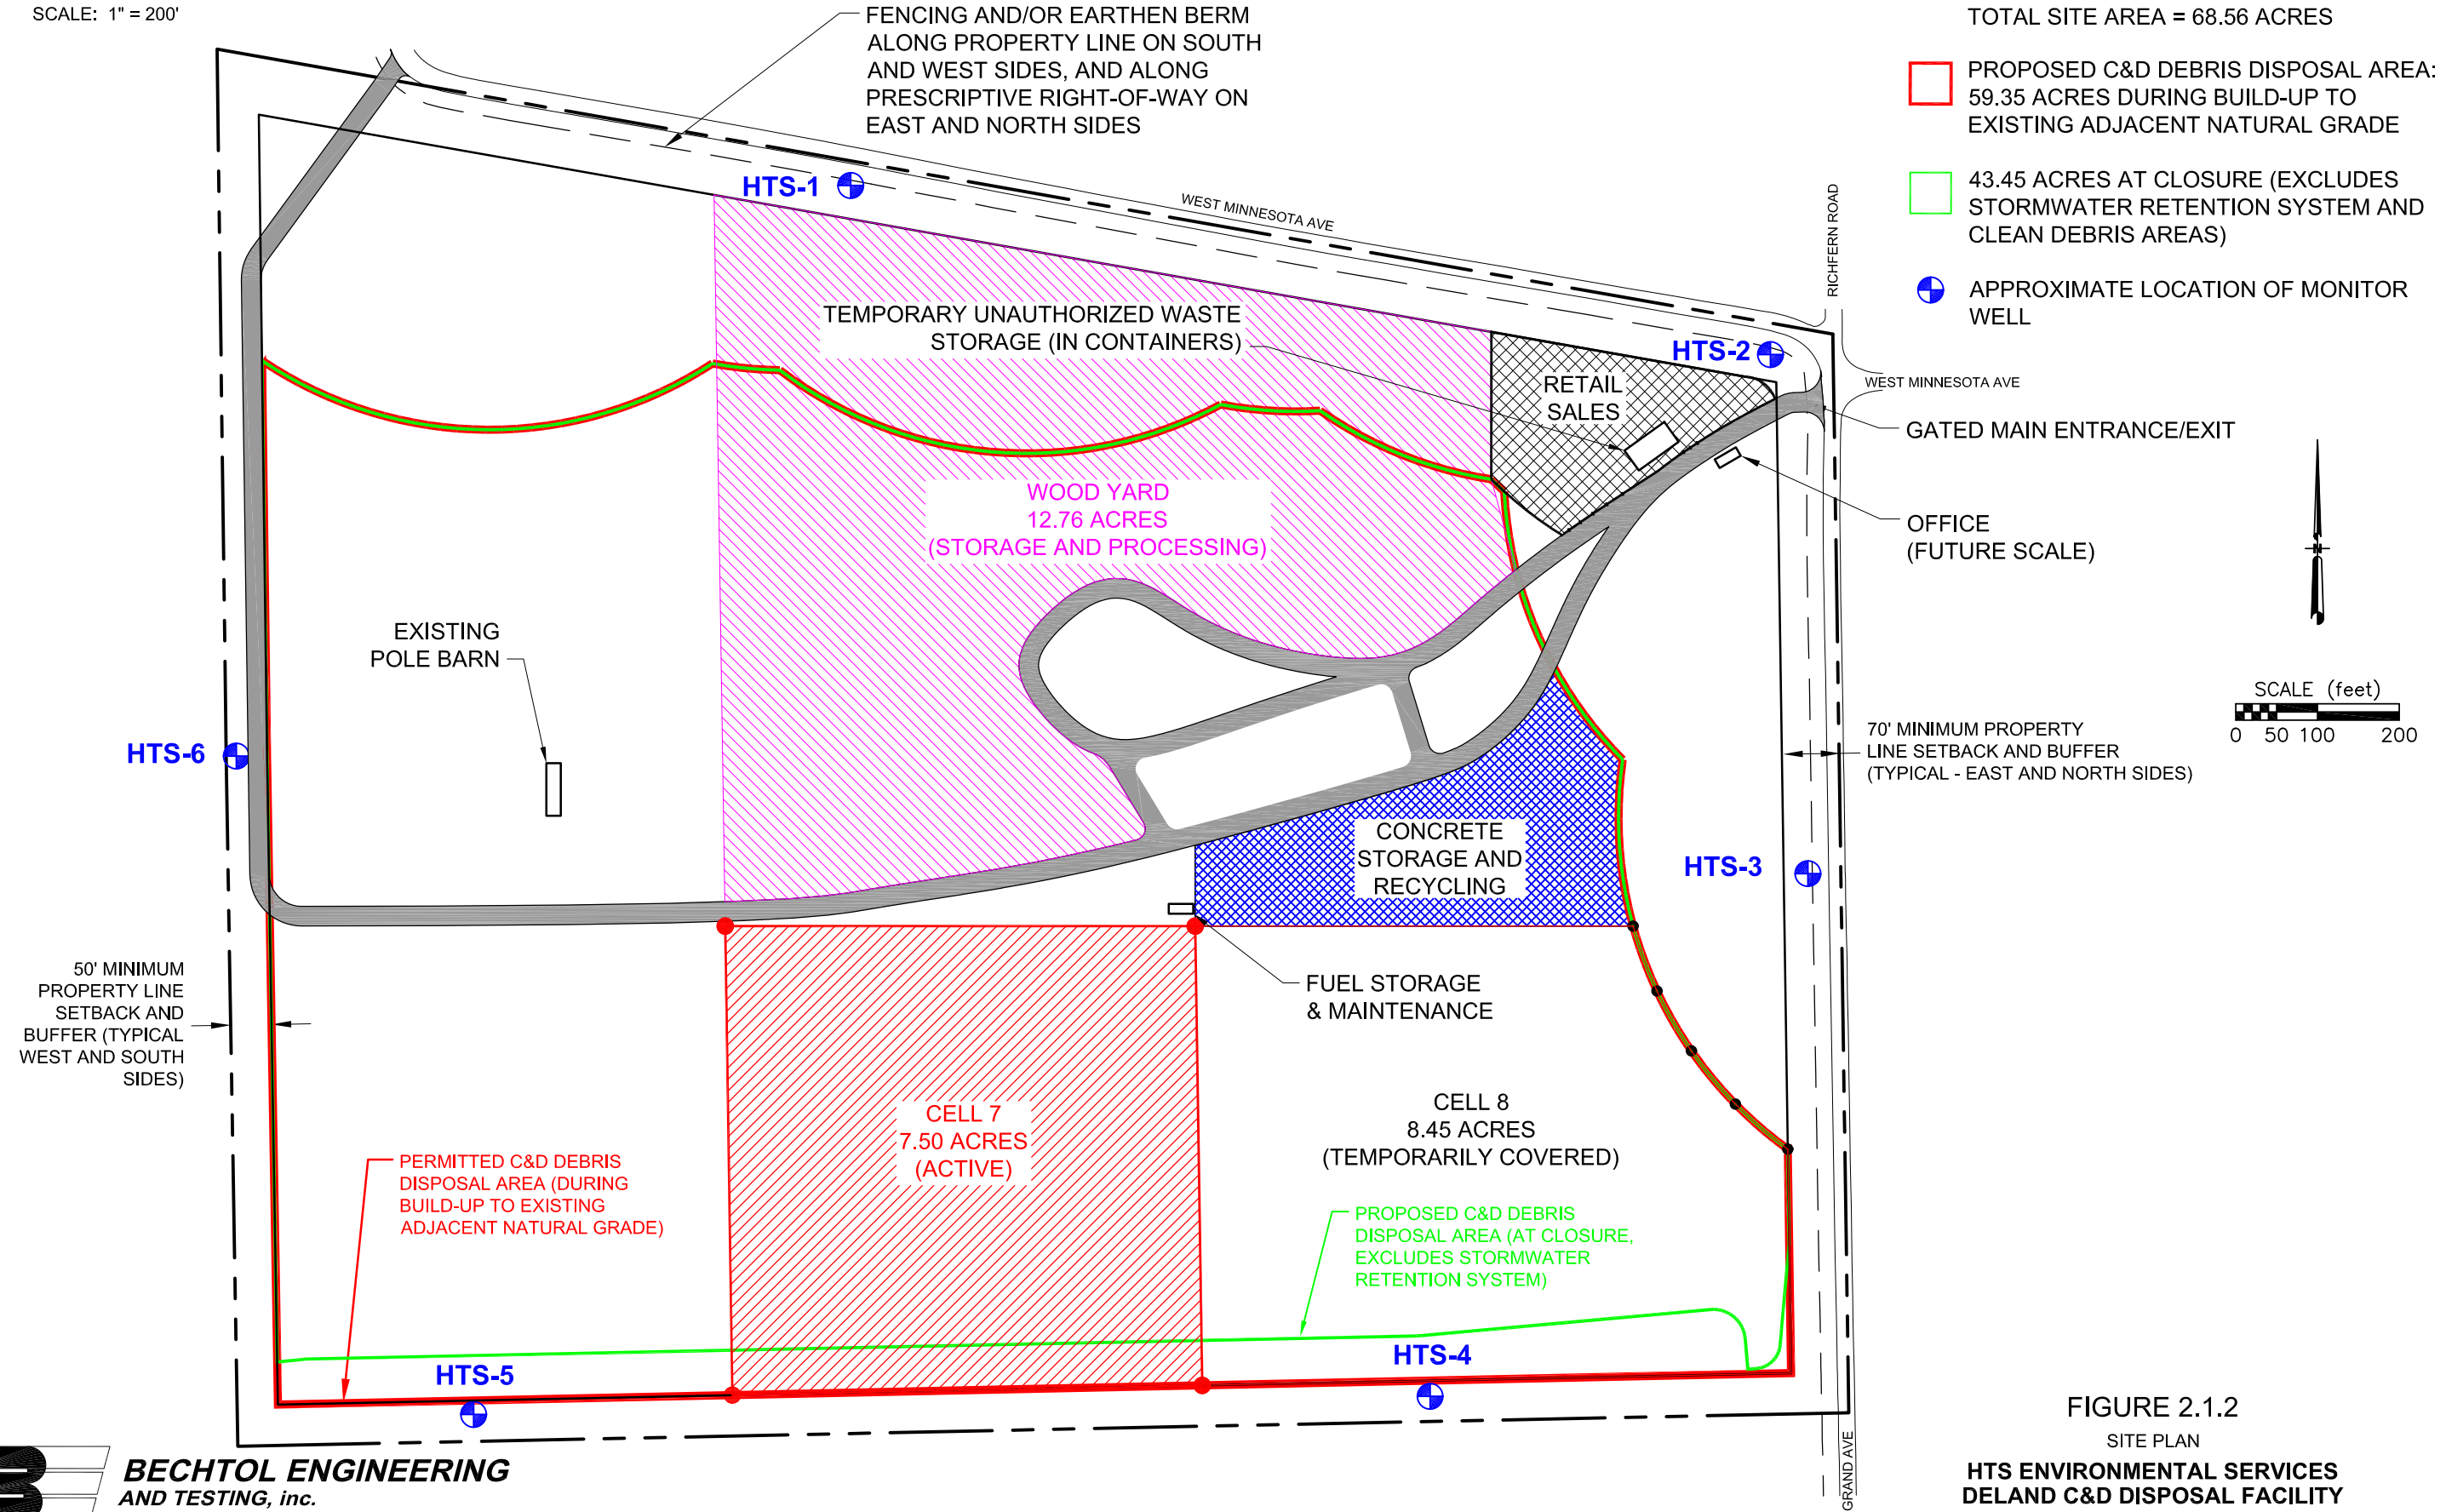 SCALE: 1" = 200'
FENCING AND/OR EARTHEN BERM
ALONG PROPERTY LINE ON SOUTH
AND WEST SIDES, AND ALONG
PRESCRIPTIVE RIGHT-OF-WAY ON
EAST AND NORTH SIDES
TOTAL SITE AREA = 68.56 ACRES
PROPOSED C&D DEBRIS DISPOSAL AREA:
59.35 ACRES DURING BUILD-UP TO
EXISTING ADJACENT NATURAL GRADE
43.45 ACRES AT CLOSURE (EXCLUDES
STORMWATER RETENTION SYSTEM AND
CLEAN DEBRIS AREAS)
APPROXIMATE LOCATION OF MONITOR
WELL
HTS-1
WEST MINNESOTA AVE
RICHFERN ROAD
TEMPORARY UNAUTHORIZED WASTE
STORAGE (IN CONTAINERS)
HTS-2
RETAIL
SALES
WEST MINNESOTA AVE
GATED MAIN ENTRANCE/EXIT
OFFICE
(FUTURE SCALE)
WOOD YARD
12.76 ACRES
(STORAGE AND PROCESSING)
N
EXISTING
POLE BARN
SCALE (feet)
0 50 100 200
HTS-6
70' MINIMUM PROPERTY
LINE SETBACK AND BUFFER
(TYPICAL - EAST AND NORTH SIDES)
CONCRETE
STORAGE AND
RECYCLING
HTS-3
50' MINIMUM
PROPERTY LINE
SETBACK AND
BUFFER (TYPICAL
WEST AND SOUTH
SIDES)
FUEL STORAGE
& MAINTENANCE
CELL 7
7.50 ACRES
(ACTIVE)
CELL 8
8.45 ACRES
(TEMPORARILY COVERED)
PERMITTED C&D DEBRIS
DISPOSAL AREA (DURING
BUILD-UP TO EXISTING
ADJACENT NATURAL GRADE)
PROPOSED C&D DEBRIS
DISPOSAL AREA (AT CLOSURE,
EXCLUDES STORMWATER
RETENTION SYSTEM)
HTS-5
HTS-4
GRAND AVE
BECHTOL ENGINEERING
AND TESTING, inc.
FIGURE 2.1.2
SITE PLAN
HTS ENVIRONMENTAL SERVICES
DELAND C&D DISPOSAL FACILITY